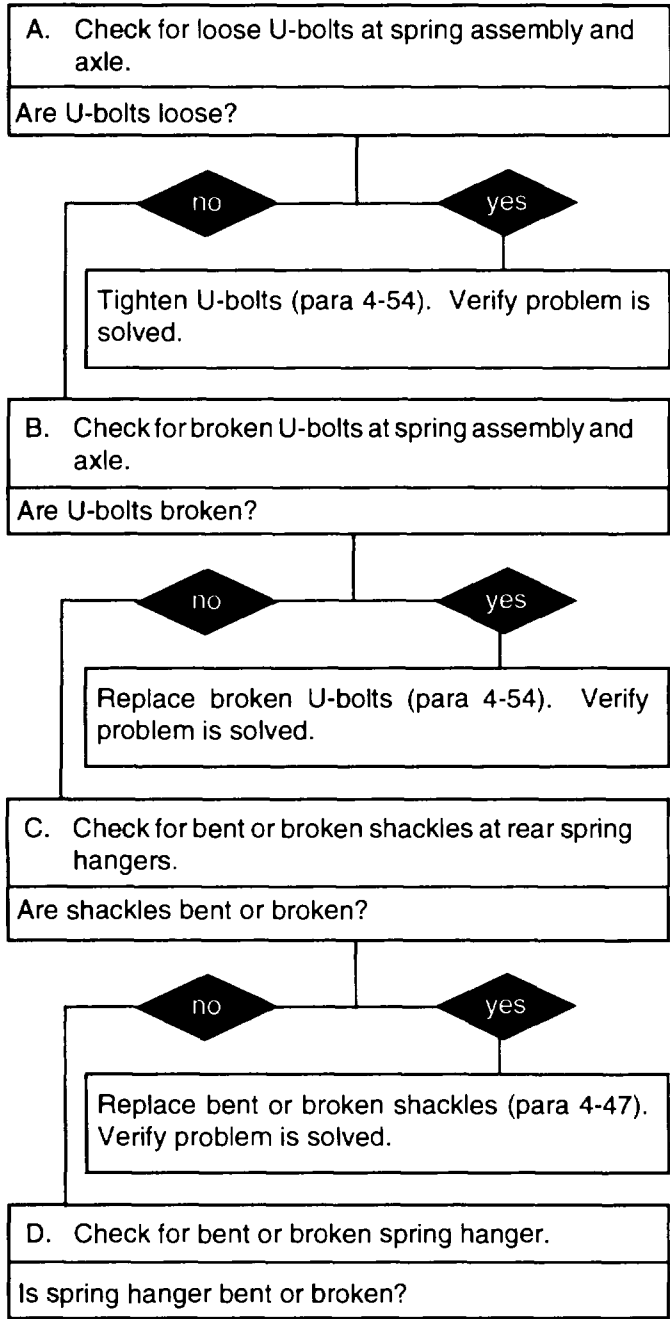 A. Check for loose U-bolts at spring assembly and
axle.
Are U-bolts loose?
no
yes
Tighten U-bolts (para 4-54). Verify problem is
solved.
B. Check for broken U-bolts at spring assembly and
axle.
Are U-bolts broken?
no
yes
Replace broken U-bolts (para 4-54). Verify
problem is solved.
C. Check for bent or broken shackles at rear spring
hangers.
Are shackles bent or broken?
no
yes
Replace bent or broken shackles (para 4-47).
Verify problem is solved.
D. Check for bent or broken spring hanger.
Is spring hanger bent or broken?